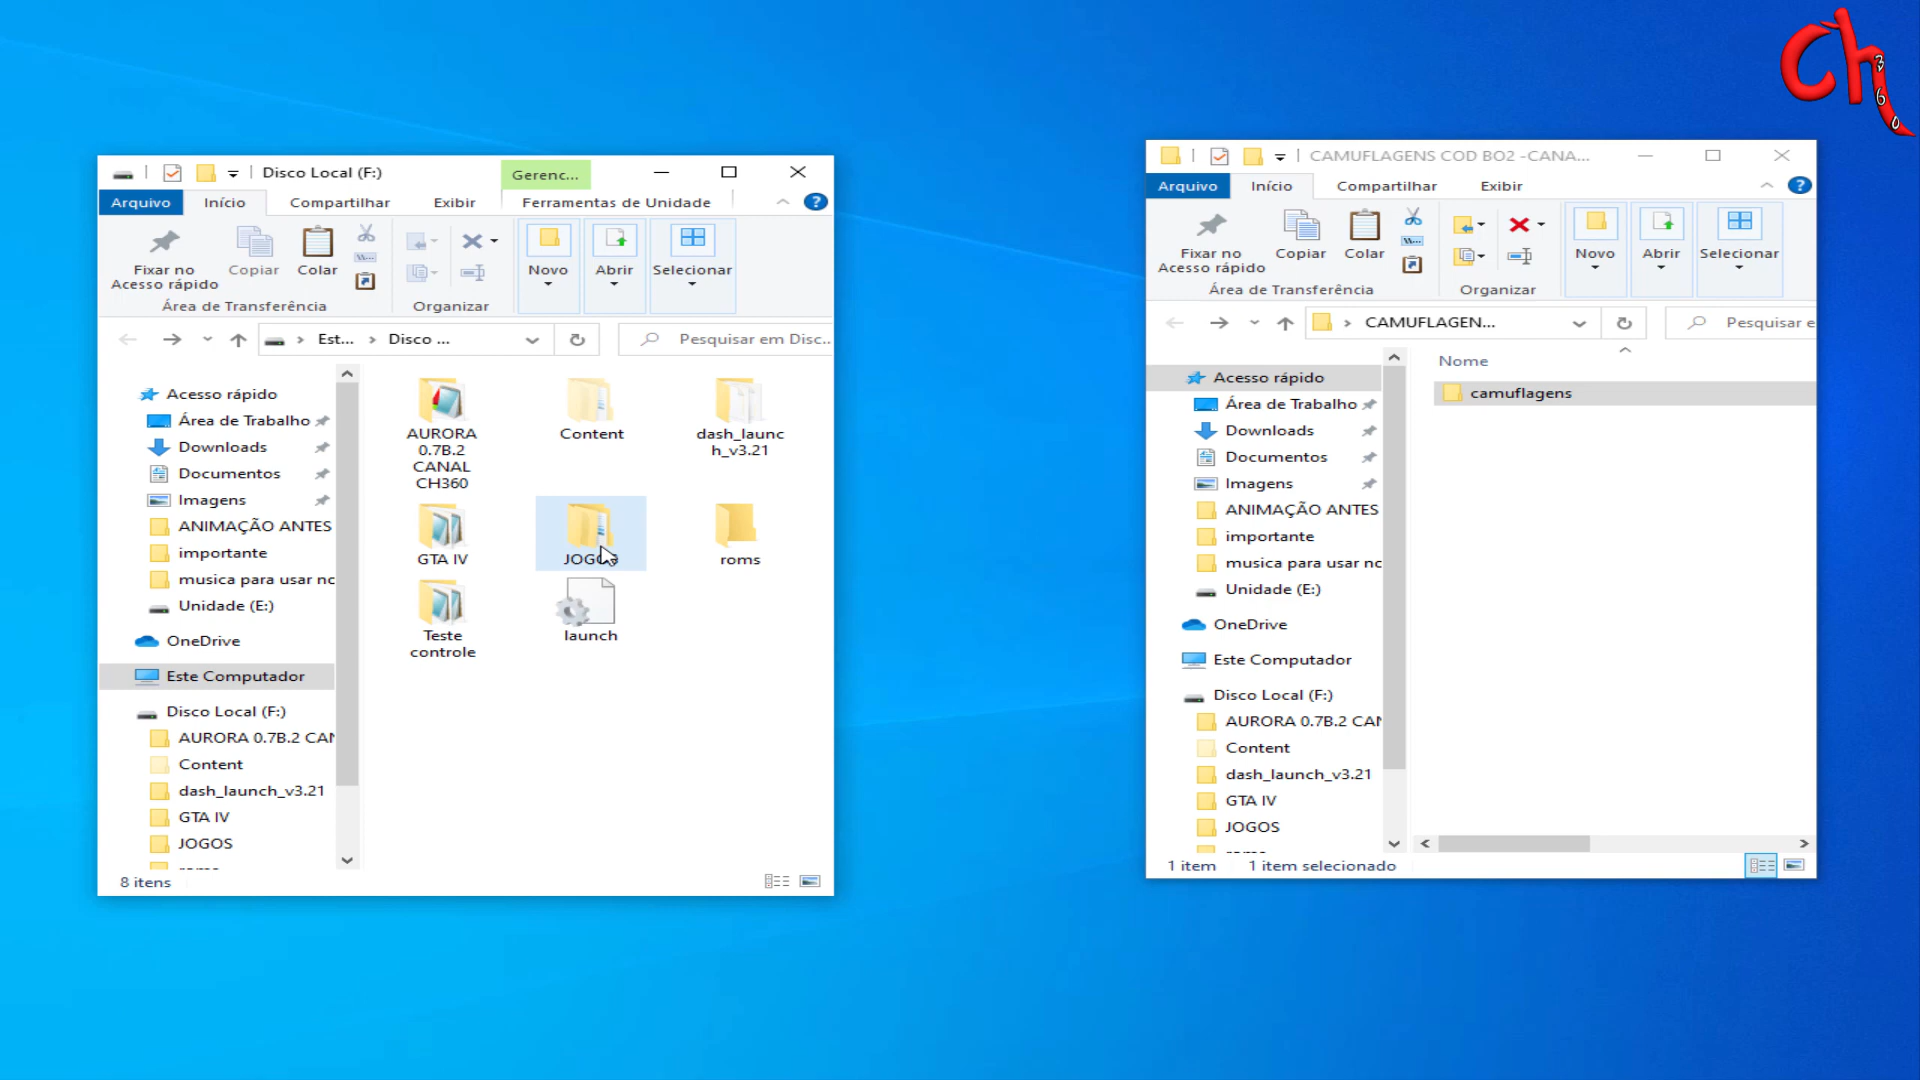 Ch
3
6
0
Disco Local (F:)
Gerenc...
Arquivo
Início
Compartilhar
Exibir
Ferramentas de Unidade
Fixar no
Acesso rápido
Copiar
Colar
Novo
Abrir
Selecionar
Área de Transferência
Organizar
Est...
Disco ...
Pesquisar em Disc..
Acesso rápido
Área de Trabalho
Downloads
Documentos
Imagens
ANIMAÇÃO ANTES
importante
musica para usar nc
Unidade (E:)
OneDrive
Este Computador
Disco Local (F:)
AURORA 0.7B.2 CAN
Content
dash_launch_v3.21
GTA IV
JOGOS
roms
AURORA
0.7B.2
CANAL
CH360
Content
dash_launc
h_v3.21
GTA IV
JOGOS
roms
Teste
controle
launch
8 itens
CAMUFLAGENS COD BO2 -CANA...
Arquivo
Início
Compartilhar
Exibir
Fixar no
Acesso rápido
Copiar
Colar
Novo
Abrir
Selecionar
Área de Transferência
Organizar
CAMUFLAGEN...
Pesquisar e
Acesso rápido
Área de Trabalho
Downloads
Documentos
Imagens
ANIMAÇÃO ANTES
importante
musica para usar nc
Unidade (E:)
OneDrive
Este Computador
Disco Local (F:)
AURORA 0.7B.2 CAN
Content
dash_launch_v3.21
GTA IV
JOGOS
Nome
camuflagens
1 item
1 item selecionado